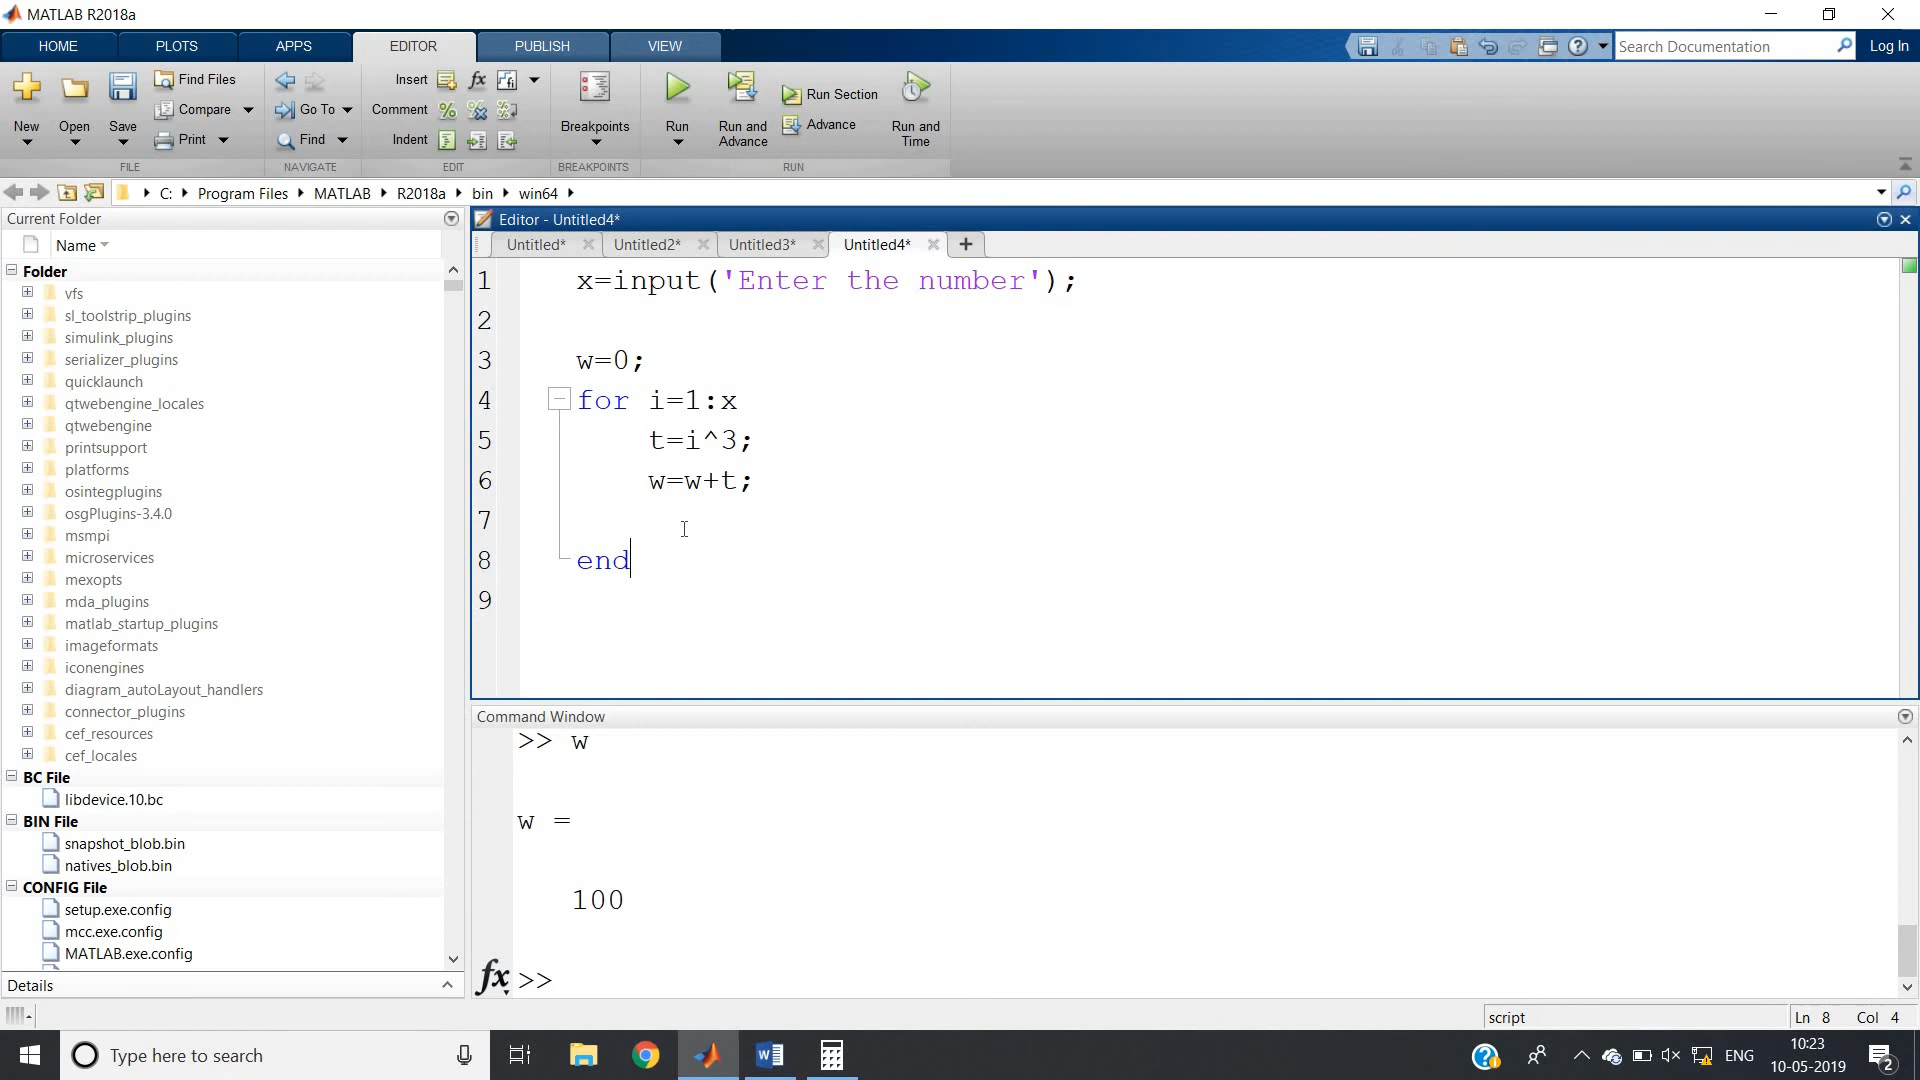 MATLAB R2018a
HOME PLOTS APPS EDITOR PUBLISH VIEW
Search Documentation
Log In
New
Open
Save
Find Files
Compare
Print
FILE
Go To
Find
NAVIGATE
Insert
Comment
Indent
EDIT
Breakpoints
BREAKPOINTS
Run
Run and Advance
Run Section
Advance
Run and Time
RUN
C: Program Files MATLAB R2018a bin win64
Current Folder
Name
Folder
vfs
sl_toolstrip_plugins
simulink_plugins
serializer_plugins
quicklaunch
qtwebengine_locales
qtwebengine
printsupport
platforms
osintegplugins
osgPlugins-3.4.0
msmpi
microservices
mexopts
mda_plugins
matlab_startup_plugins
imageformats
iconengines
diagram_autoLayout_handlers
connector_plugins
cef_resources
cef_locales
BC File
libdevice.10.bc
BIN File
snapshot_blob.bin
natives_blob.bin
CONFIG File
setup.exe.config
mcc.exe.config
MATLAB.exe.config
Details
Editor - Untitled4*
Untitled* Untitled2* Untitled3* Untitled4*
1 x=input('Enter the number');
2
3 w=0;
4 for i=1:x
5 t=i^3;
6 w=w+t;
7
8 end
9
Command Window
>> w
w =
100
fx >>
script
Ln 8 Col 4
Type here to search
ENG
10:23
10-05-2019
2